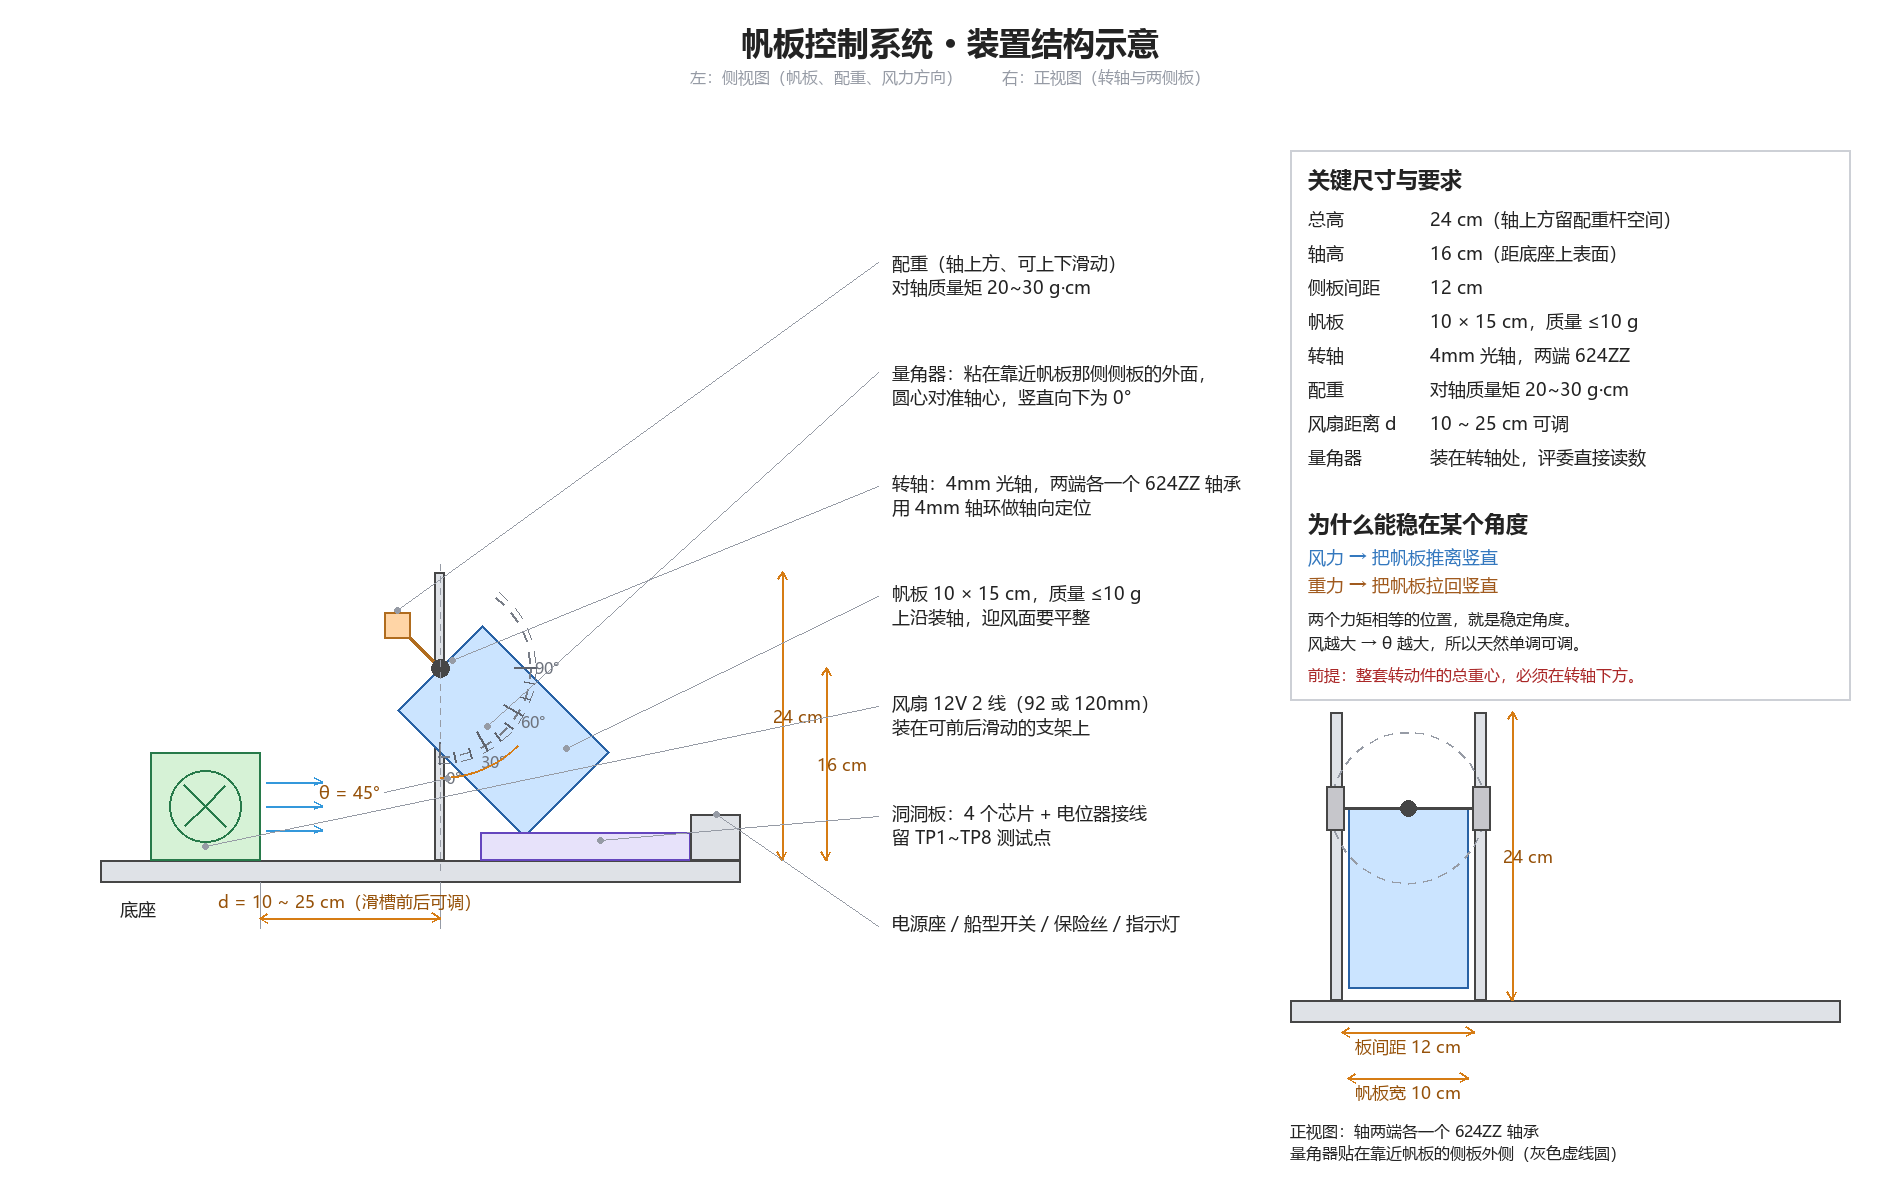 帆板控制系统 · 装置结构示意
左：侧视图（帆板、配重、风力方向）　　右：正视图（转轴与两侧板）
配重（轴上方、可上下滑动）
对轴质量矩 20~30 g·cm
量角器：粘在靠近帆板那侧侧板的外面，
圆心对准轴心，竖直向下为 0°
转轴：4mm 光轴，两端各一个 624ZZ 轴承
用 4mm 轴环做轴向定位
帆板 10 × 15 cm，质量 ≤10 g
上沿装轴，迎风面要平整
风扇 12V 2 线（92 或 120mm）
装在可前后滑动的支架上
洞洞板：4 个芯片 + 电位器接线
留 TP1~TP8 测试点
电源座 / 船型开关 / 保险丝 / 指示灯
90°
60°
30°
0°
θ = 45°
24 cm
16 cm
d = 10 ~ 25 cm（滑槽前后可调）
底座
关键尺寸与要求
总高 24 cm（轴上方留配重杆空间）
轴高 16 cm（距底座上表面）
侧板间距 12 cm
帆板 10 × 15 cm，质量 ≤10 g
转轴 4mm 光轴，两端 624ZZ
配重 对轴质量矩 20~30 g·cm
风扇距离 d 10 ~ 25 cm 可调
量角器 装在转轴处，评委直接读数
为什么能稳在某个角度
风力 → 把帆板推离竖直
重力 → 把帆板拉回竖直
两个力矩相等的位置，就是稳定角度。
风越大 → θ 越大，所以天然单调可调。
前提：整套转动件的总重心，必须在转轴下方。
24 cm
板间距 12 cm
帆板宽 10 cm
正视图：轴两端各一个 624ZZ 轴承
量角器贴在靠近帆板的侧板外侧（灰色虚线圆）